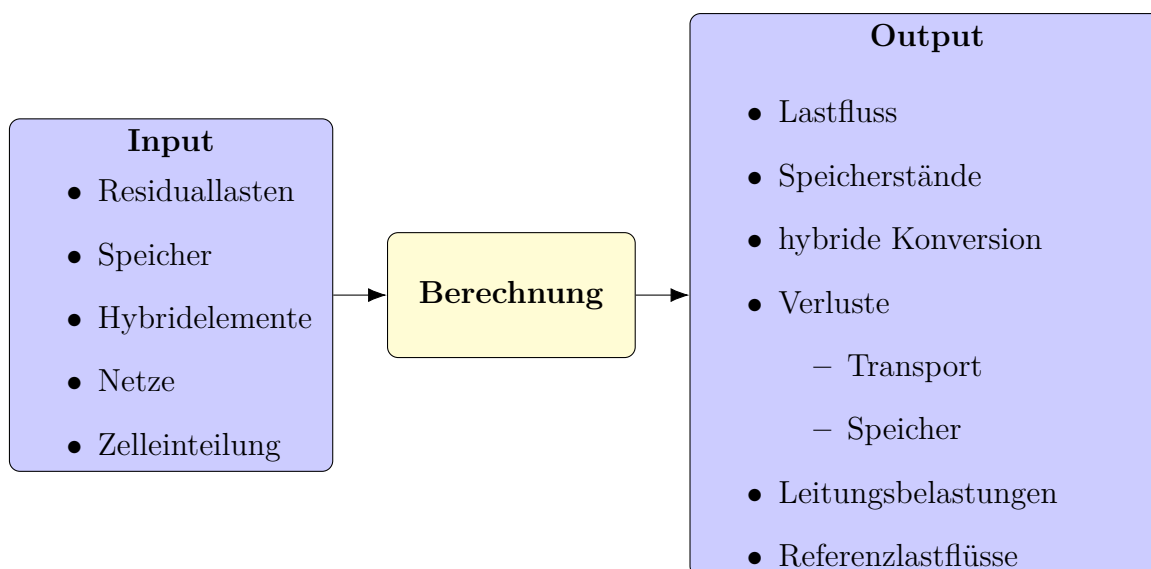 Input
• Residuallasten
• Speicher
• Hybridelemente
• Netze
• Zelleinteilung
Berechnung
Output
• Lastfluss
• Speicherstände
• hybride Konversion
• Verluste
– Transport
– Speicher
• Leitungsbelastungen
• Referenzlastflüsse